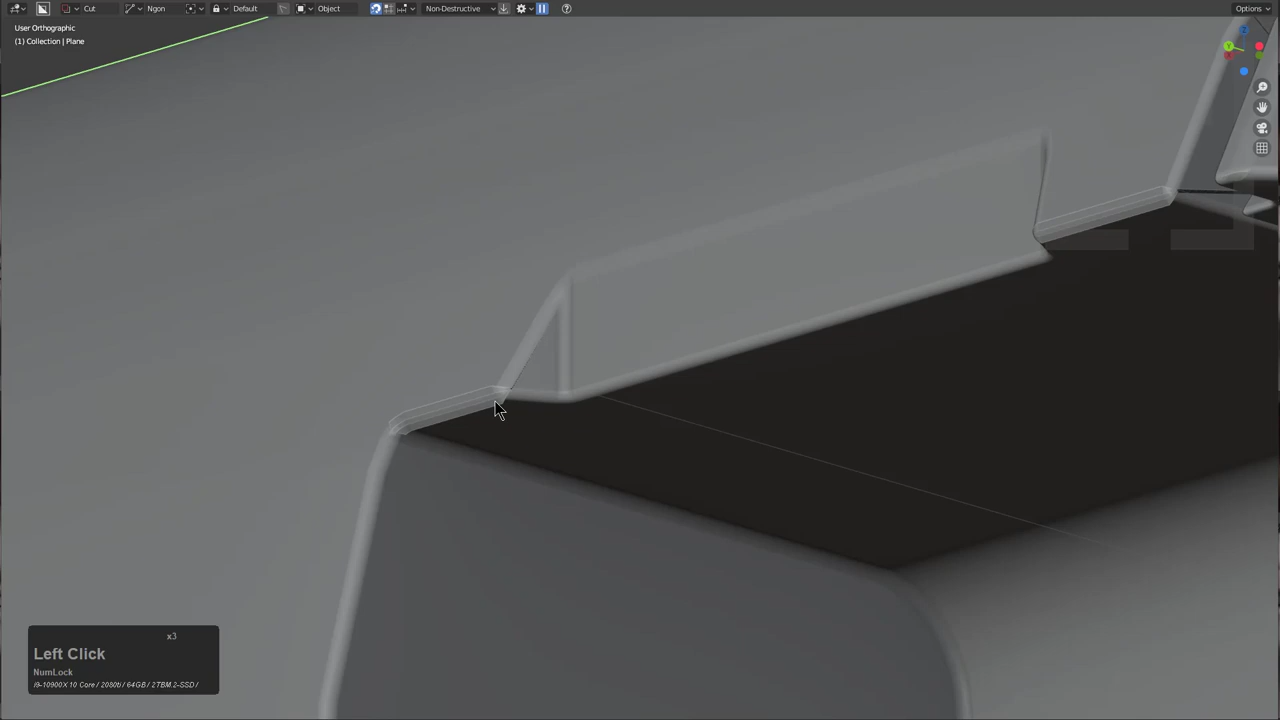 Cut Ngon Default Object Non-Destructive Options
User Orthographic
(1) Collection | Plane
x3
Left Click
NumLock
i9-10900X 10 Core / 2080ti / 64GB / 2TBM.2-SSD /